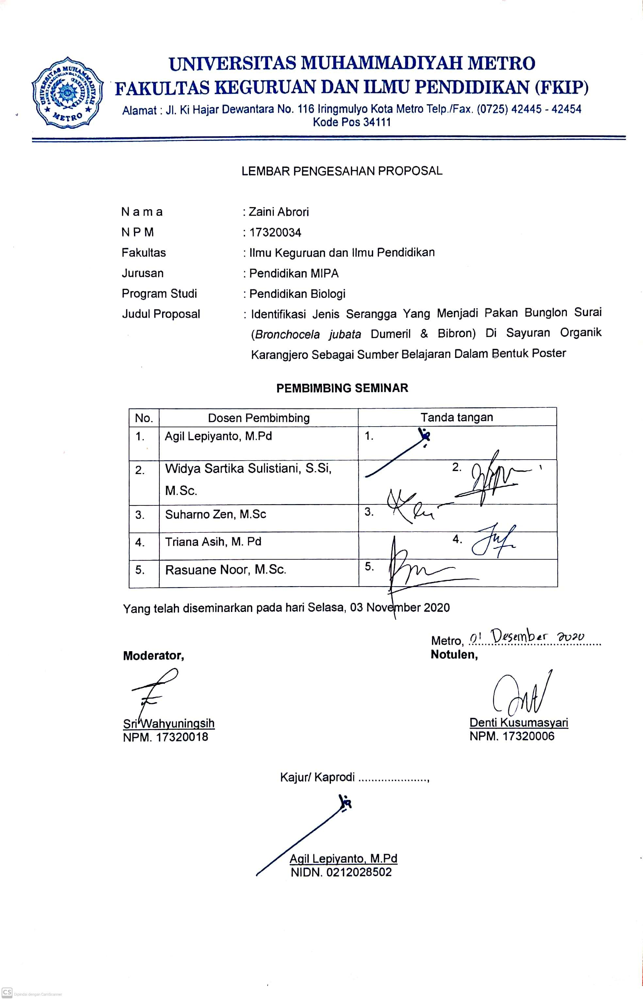 UNIVERSITAS MUHAMMADIYAH METRO
FAKULTAS KEGURUAN DAN ILMU PENDIDIKAN (FKIP)
Alamat : Jl. Ki Hajar Dewantara No. 116 Iringmulyo Kota Metro Telp./Fax. (0725) 42445 - 42454
Kode Pos 34111
UNIVERSITAS MUHAMMADIYAH
METRO
LEMBAR PENGESAHAN PROPOSAL
N a m a : Zaini Abrori
N P M : 17320034
Fakultas : Ilmu Keguruan dan Ilmu Pendidikan
Jurusan : Pendidikan MIPA
Program Studi : Pendidikan Biologi
Judul Proposal : Identifikasi Jenis Serangga Yang Menjadi Pakan Bunglon Surai
(Bronchocela jubata Dumeril & Bibron) Di Sayuran Organik
Karangjero Sebagai Sumber Belajaran Dalam Bentuk Poster
PEMBIMBING SEMINAR
No. Dosen Pembimbing Tanda tangan
1. Agil Lepiyanto, M.Pd 1.
2. Widya Sartika Sulistiani, S.Si, 2.
M.Sc.
3. Suharno Zen, M.Sc 3.
4. Triana Asih, M. Pd 4.
5. Rasuane Noor, M.Sc. 5.
Yang telah diseminarkan pada hari Selasa, 03 November 2020
Metro, 01 Desember 2020
Moderator, Notulen,
Sri Wahyuningsih Denti Kusumasyari
NPM. 17320018 NPM. 17320006
Kajur/ Kaprodi .....................,
Agil Lepiyanto, M.Pd
NIDN. 0212028502
CS Dipindai dengan CamScanner